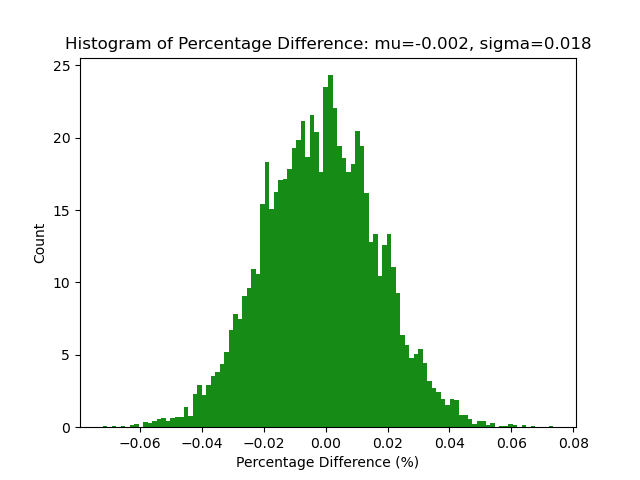 Histogram of Percentage Difference: mu=-0.002, sigma=0.018
25
20
15
10
5
0
Count
−0.06 −0.04 −0.02 0.00 0.02 0.04 0.06 0.08
Percentage Difference (%)